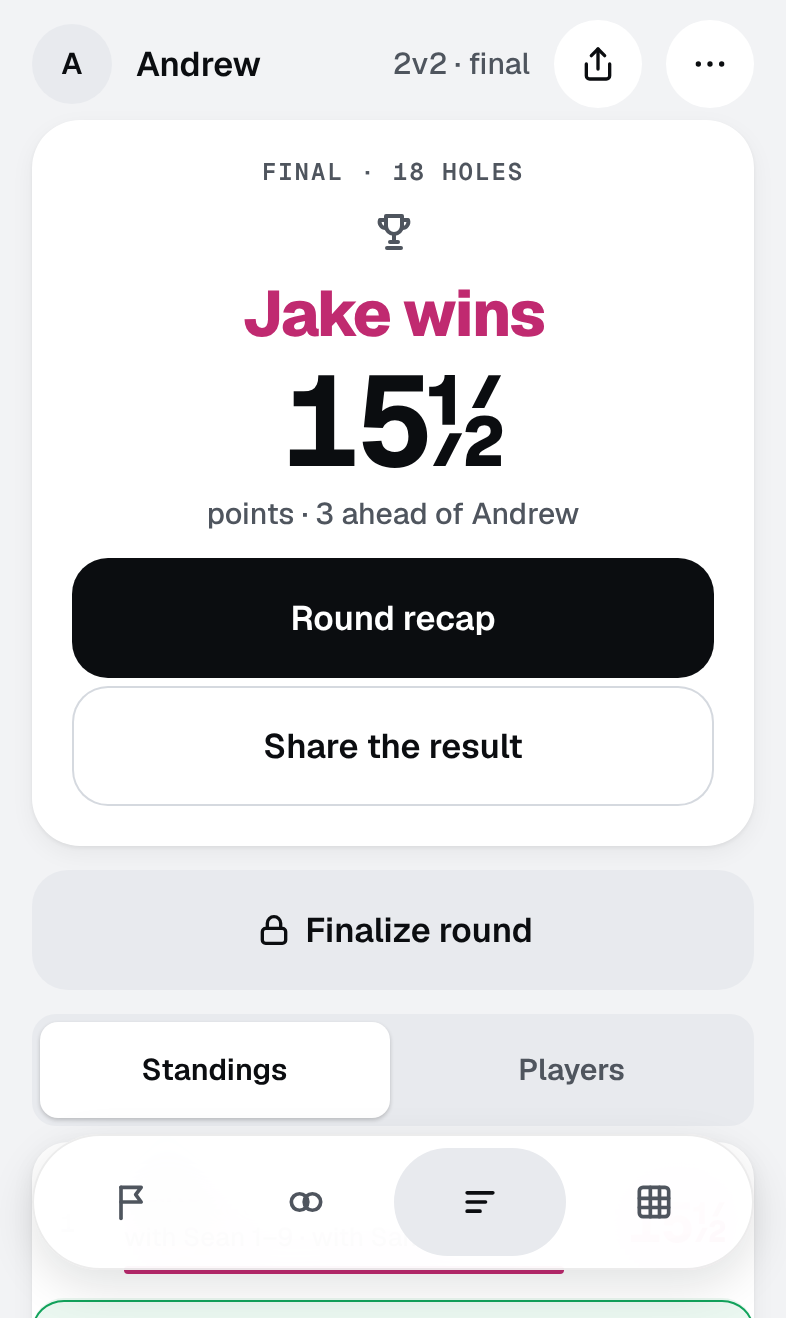 A
Andrew
2v2 · final
FINAL · 18 HOLES
Jake wins
15½
points · 3 ahead of Andrew
Round recap
Share the result
Finalize round
Standings
Players